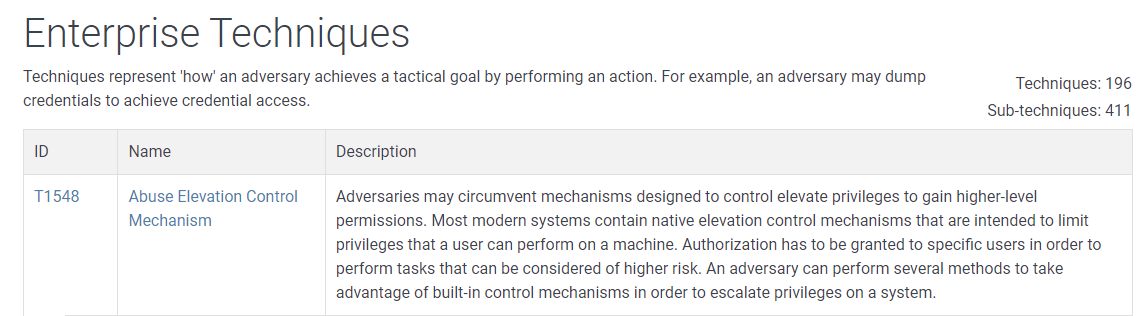 Enterprise Techniques
Techniques represent 'how' an adversary achieves a tactical goal by performing an action. For example, an adversary may dump
credentials to achieve credential access.
Techniques: 196
Sub-techniques: 411
ID Name Description
T1548 Abuse Elevation Control Mechanism
Adversaries may circumvent mechanisms designed to control elevate privileges to gain higher-level
permissions. Most modern systems contain native elevation control mechanisms that are intended to limit
privileges that a user can perform on a machine. Authorization has to be granted to specific users in order to
perform tasks that can be considered of higher risk. An adversary can perform several methods to take
advantage of built-in control mechanisms in order to escalate privileges on a system.